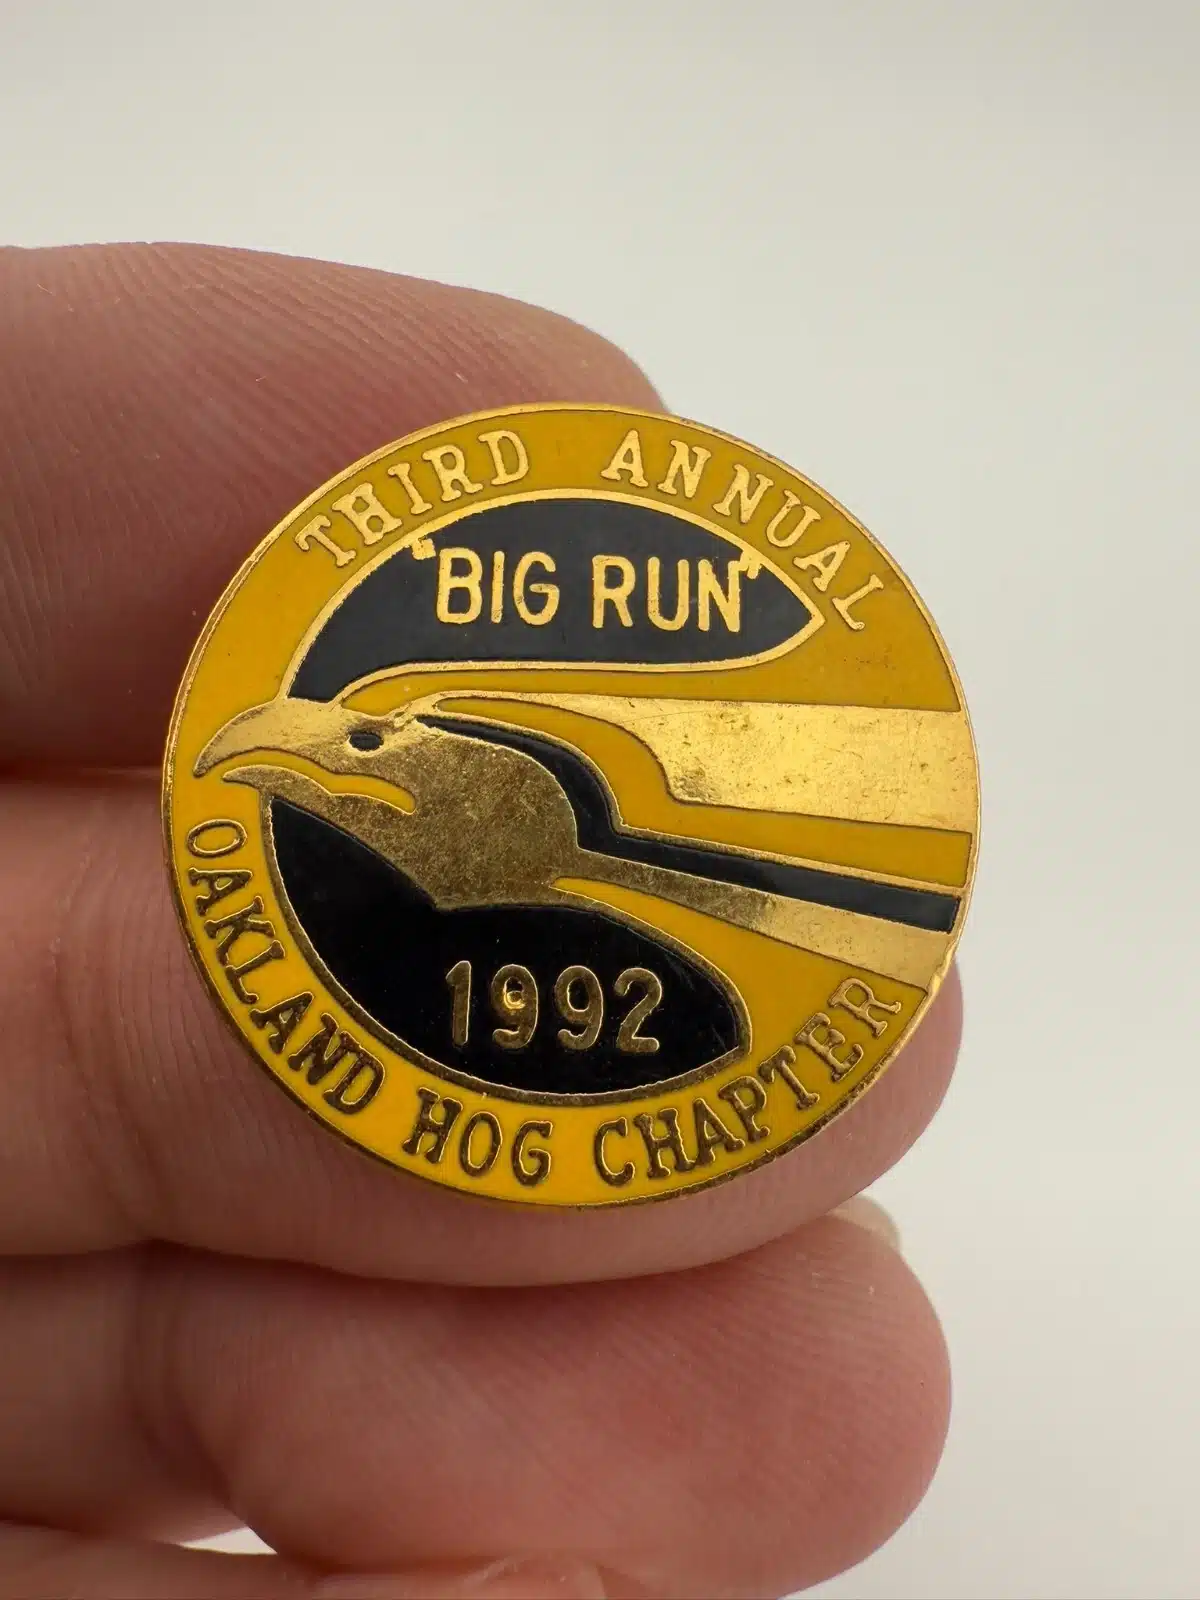 THIRD ANNUAL
"BIG RUN"
1992
OAKLAND HOG CHAPTER